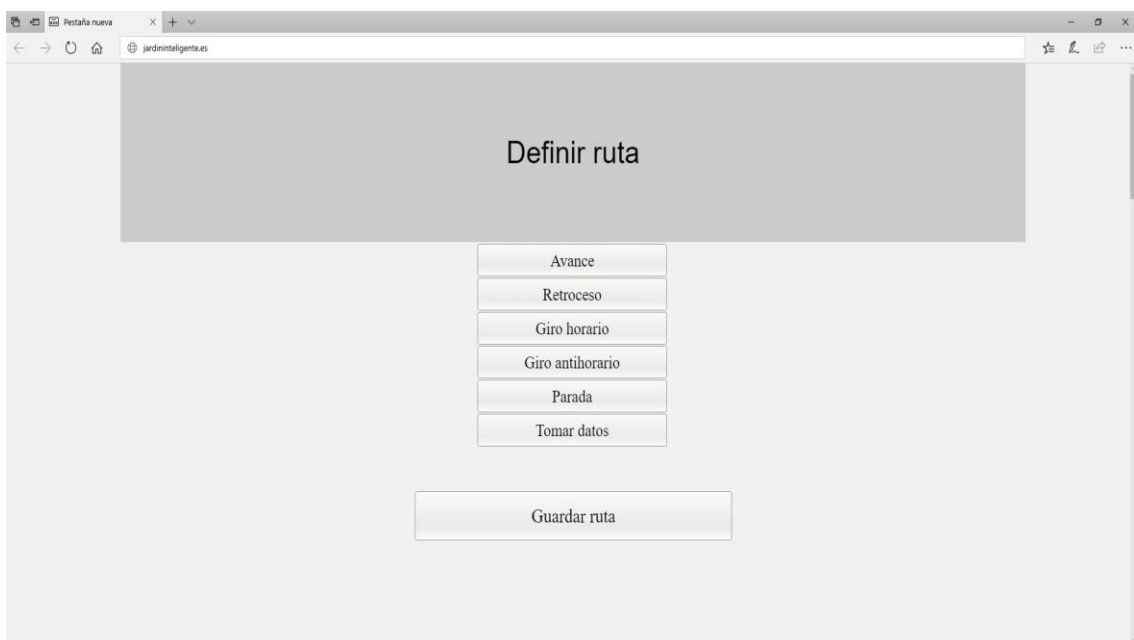 Pestaña nueva
jardininteligente.es
Definir ruta
Avance
Retroceso
Giro horario
Giro antihorario
Parada
Tomar datos
Guardar ruta